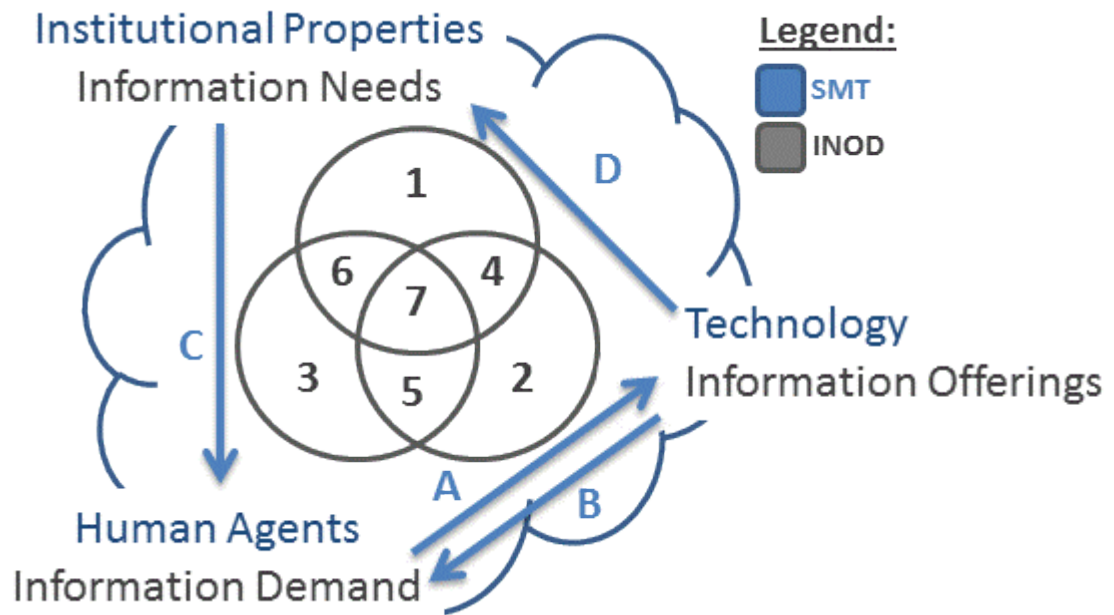 Institutional Properties
Information Needs
Legend:
SMT
INOD
D
1
6
4
7
C
3
5
2
Technology
Information Offerings
A
B
Human Agents
Information Demand